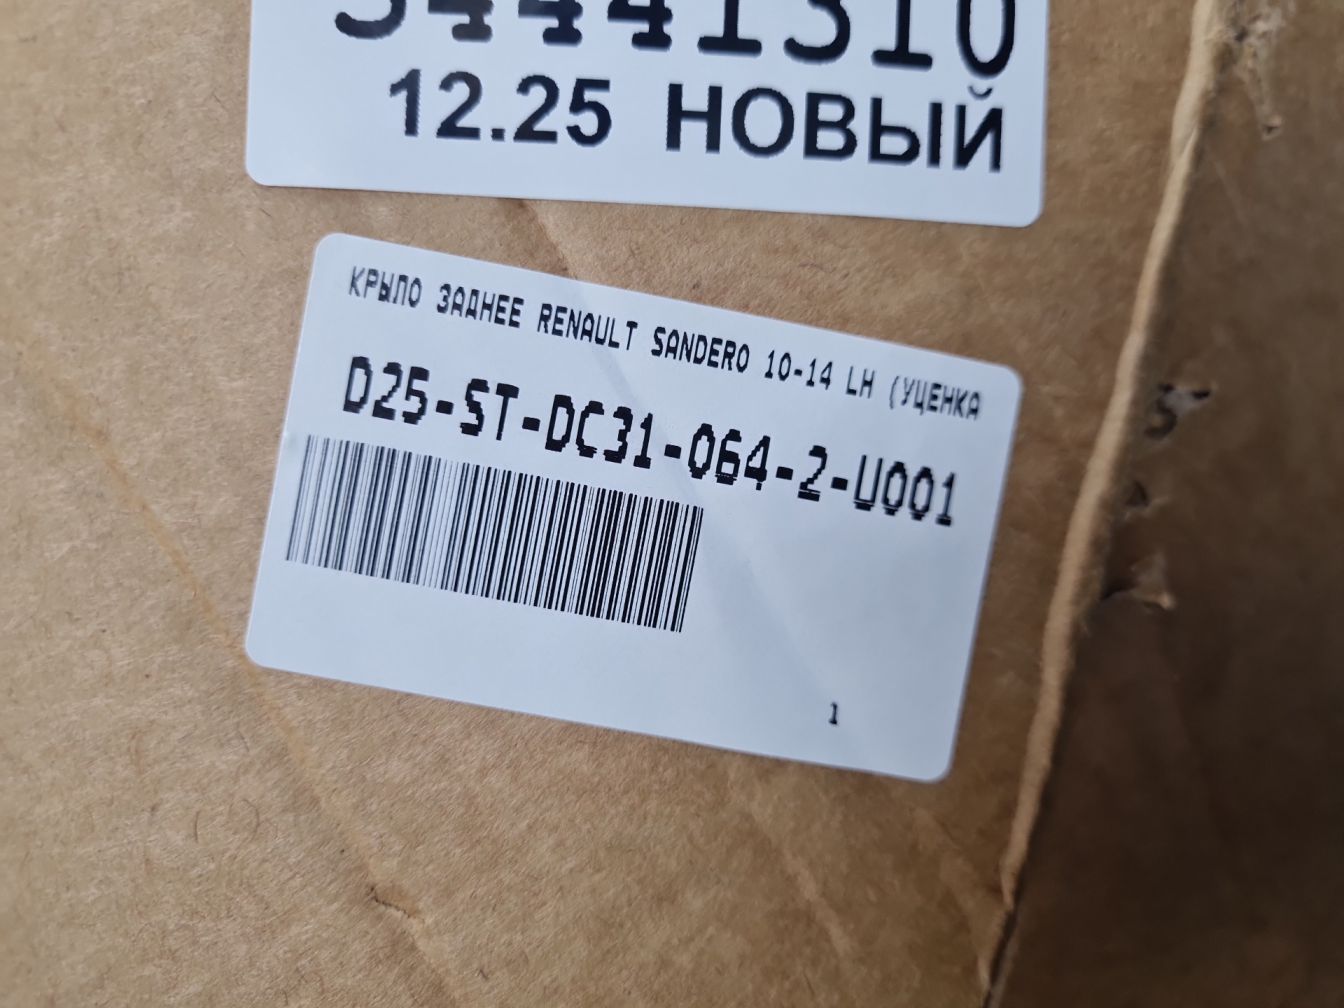 12.25 НОВЫЙ
КРЫЛО ЗАДНЕЕ RENAULT SANDERO 10-14 LH (УЦЕНКА
D25-ST-DC31-064-2-U001
1